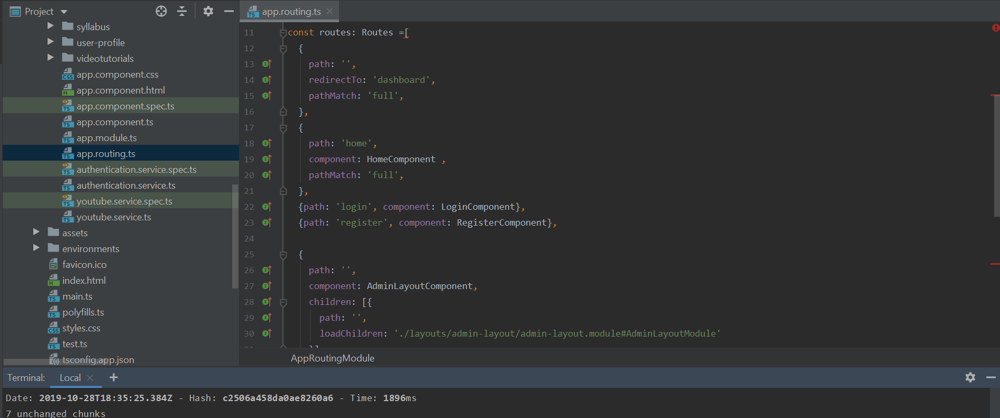 Project
syllabus
user-profile
videotutorials
app.component.css
app.component.html
app.component.spec.ts
app.component.ts
app.module.ts
app.routing.ts
authentication.service.spec.ts
authentication.service.ts
youtube.service.spec.ts
youtube.service.ts
assets
environments
favicon.ico
index.html
main.ts
polyfills.ts
styles.css
test.ts
tsconfig.app.json
app.routing.ts
11 const routes: Routes =[
12 {
13 path: '',
14 redirectTo: 'dashboard',
15 pathMatch: 'full',
16 },
17 {
18 path: 'home',
19 component: HomeComponent ,
20 pathMatch: 'full',
21 },
22 {path: 'login', component: LoginComponent},
23 {path: 'register', component: RegisterComponent},
24
25 {
26 path: '',
27 component: AdminLayoutComponent,
28 children: [{
29 path: '',
30 loadChildren: './layouts/admin-layout/admin-layout.module#AdminLayoutModule'
AppRoutingModule
Terminal: Local +
Date: 2019-10-28T18:35:25.384Z - Hash: c2506a458da0ae8260a6 - Time: 1896ms
7 unchanged chunks